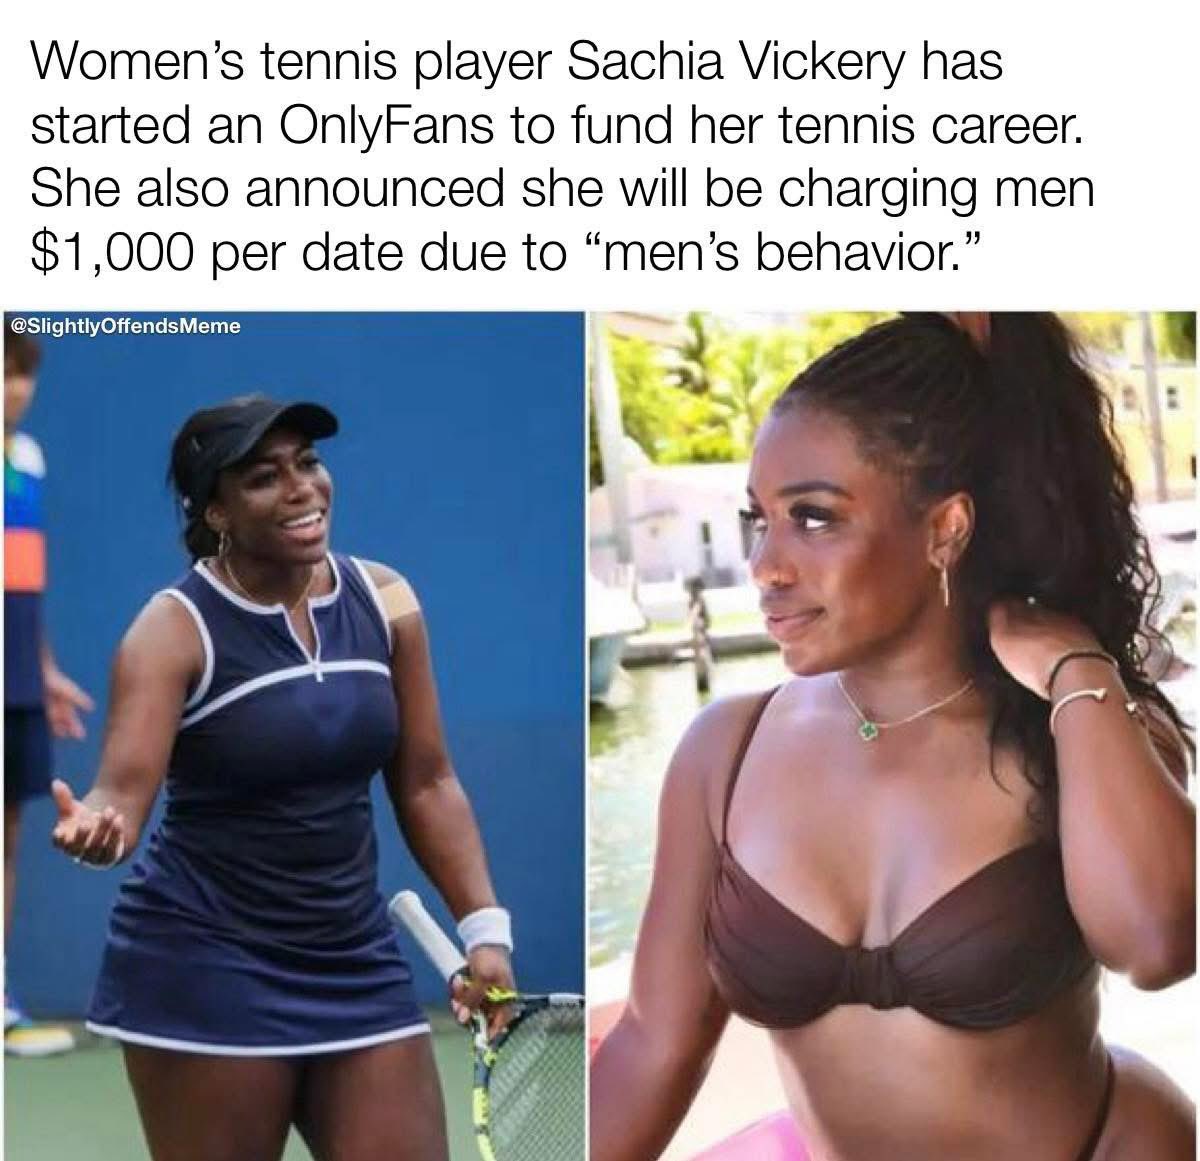 Women’s tennis player Sachia Vickery has
started an OnlyFans to fund her tennis career.
She also announced she will be charging men
$1,000 per date due to “men’s behavior.”
@SlightlyOffendsMeme